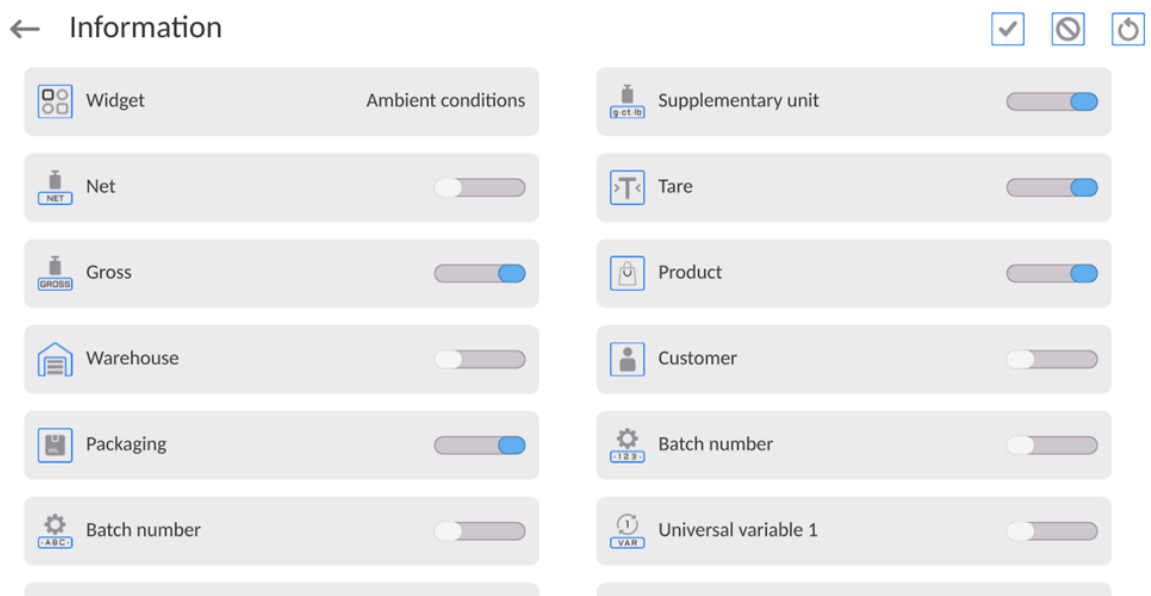 Information
Widget
Ambient conditions
g·ct·lb
Supplementary unit
NET
Net
>T<
Tare
GROSS
Gross
Product
Warehouse
Customer
Packaging
·123·
Batch number
·ABC·
Batch number
1
VAR
Universal variable 1